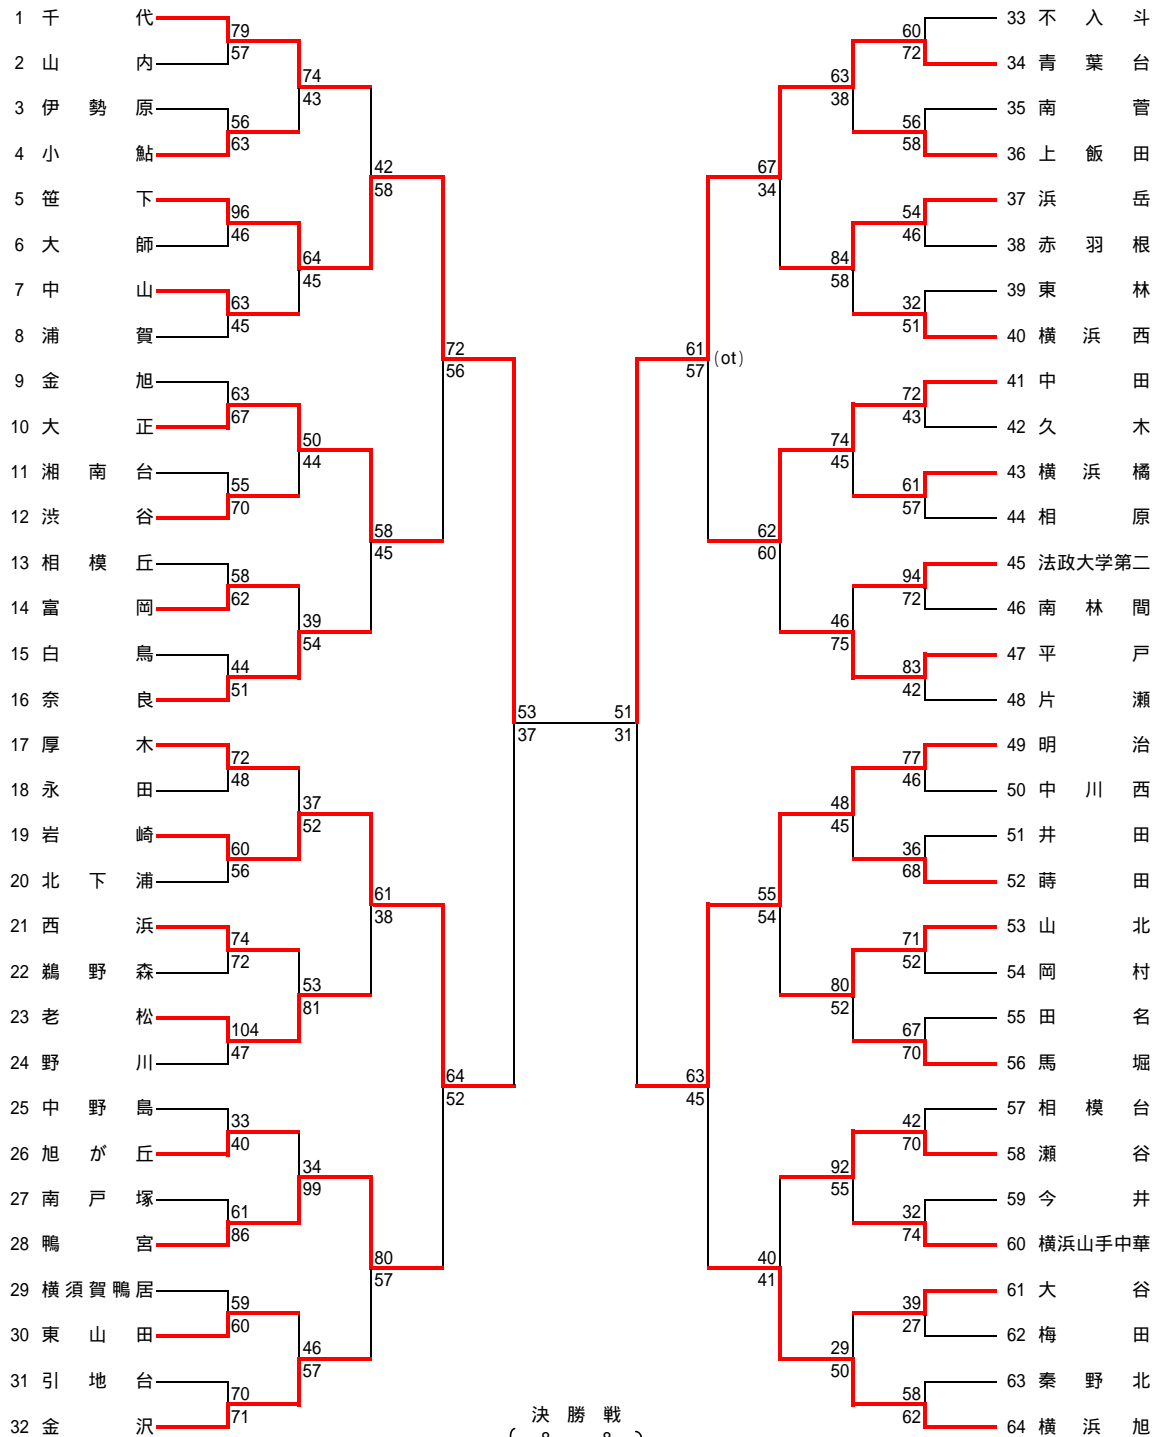 1 千代
79
57
2 山内
74
43
3 伊勢原
56
63
4 小鮎
42
58
5 笹下
96
46
6 大師
64
45
7 中山
63
45
8 浦賀
72
56
9 金旭
63
67
10 大正
50
44
11 湘南台
55
70
12 渋谷
58
45
13 相模丘
58
62
14 富岡
39
54
15 白鳥
44
51
16 奈良
53
37
17 厚木
72
48
18 永田
37
52
19 岩崎
60
56
20 北下浦
61
38
21 西浜
74
72
22 鵜野森
53
81
23 老松
104
47
24 野川
64
52
25 中野島
33
40
26 旭が丘
34
99
27 南戸塚
61
86
28 鴨宮
80
57
29 横須賀鴨居
59
60
30 東山田
46
57
31 引地台
70
71
32 金沢
33 不入斗
60
72
34 青葉台
63
38
35 南菅
56
58
36 上飯田
67
34
37 浜岳
54
46
38 赤羽根
84
58
39 東林
32
51
40 横浜西
61
57
(ot)
41 中田
72
43
42 久木
74
45
43 横浜橘
61
57
44 相原
62
60
45 法政大学第二
94
72
46 南林間
46
75
47 平戸
83
42
48 片瀬
51
31
49 明治
77
46
50 中川西
48
45
51 井田
36
68
52 蒔田
55
54
53 山北
71
52
54 岡村
80
52
55 田名
67
70
56 馬堀
63
45
57 相模台
42
70
58 瀬谷
92
55
59 今井
32
74
60 横浜山手中華
40
41
61 大谷
39
27
62 梅田
29
50
63 秦野北
58
62
64 横浜旭
決勝戦